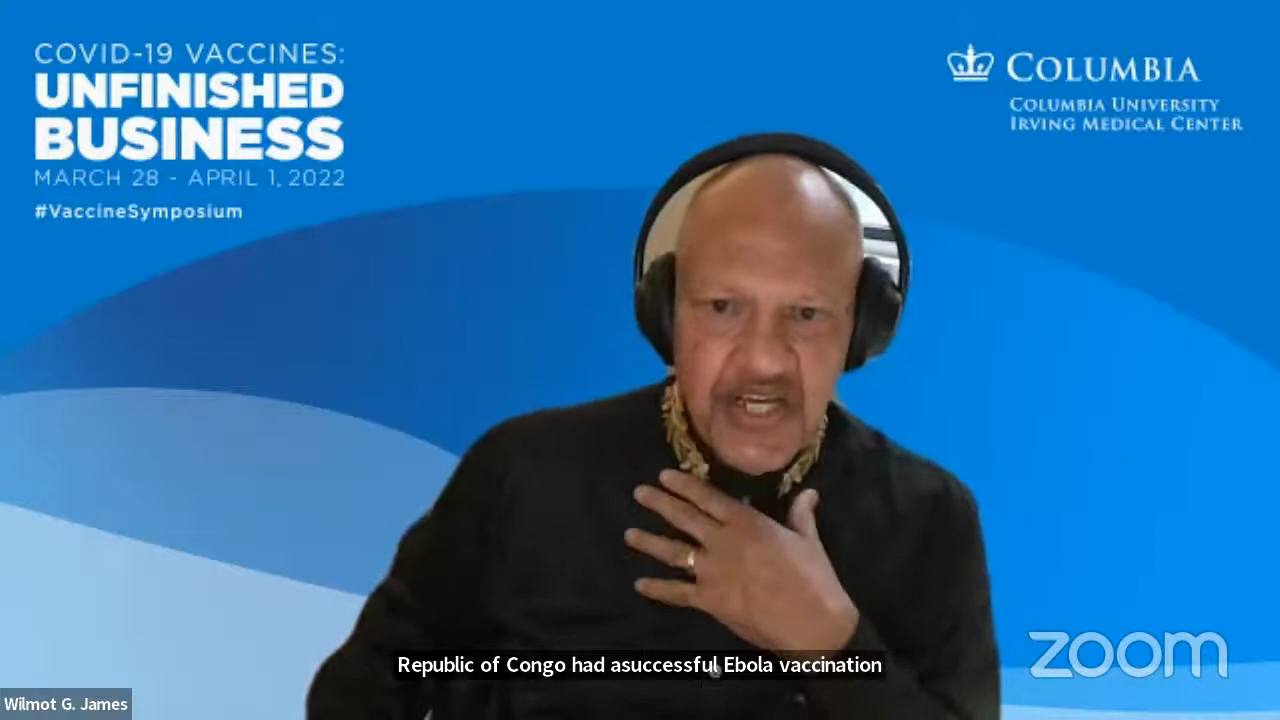 COVID-19 VACCINES:
UNFINISHED
BUSINESS
MARCH 28 - APRIL 1, 2022
#VaccineSymposium
COLUMBIA
COLUMBIA UNIVERSITY
IRVING MEDICAL CENTER
Republic of Congo had asuccessful Ebola vaccination
zoom
Wilmot G. James